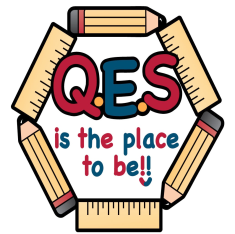 Q.E.S
is the place
to be!!